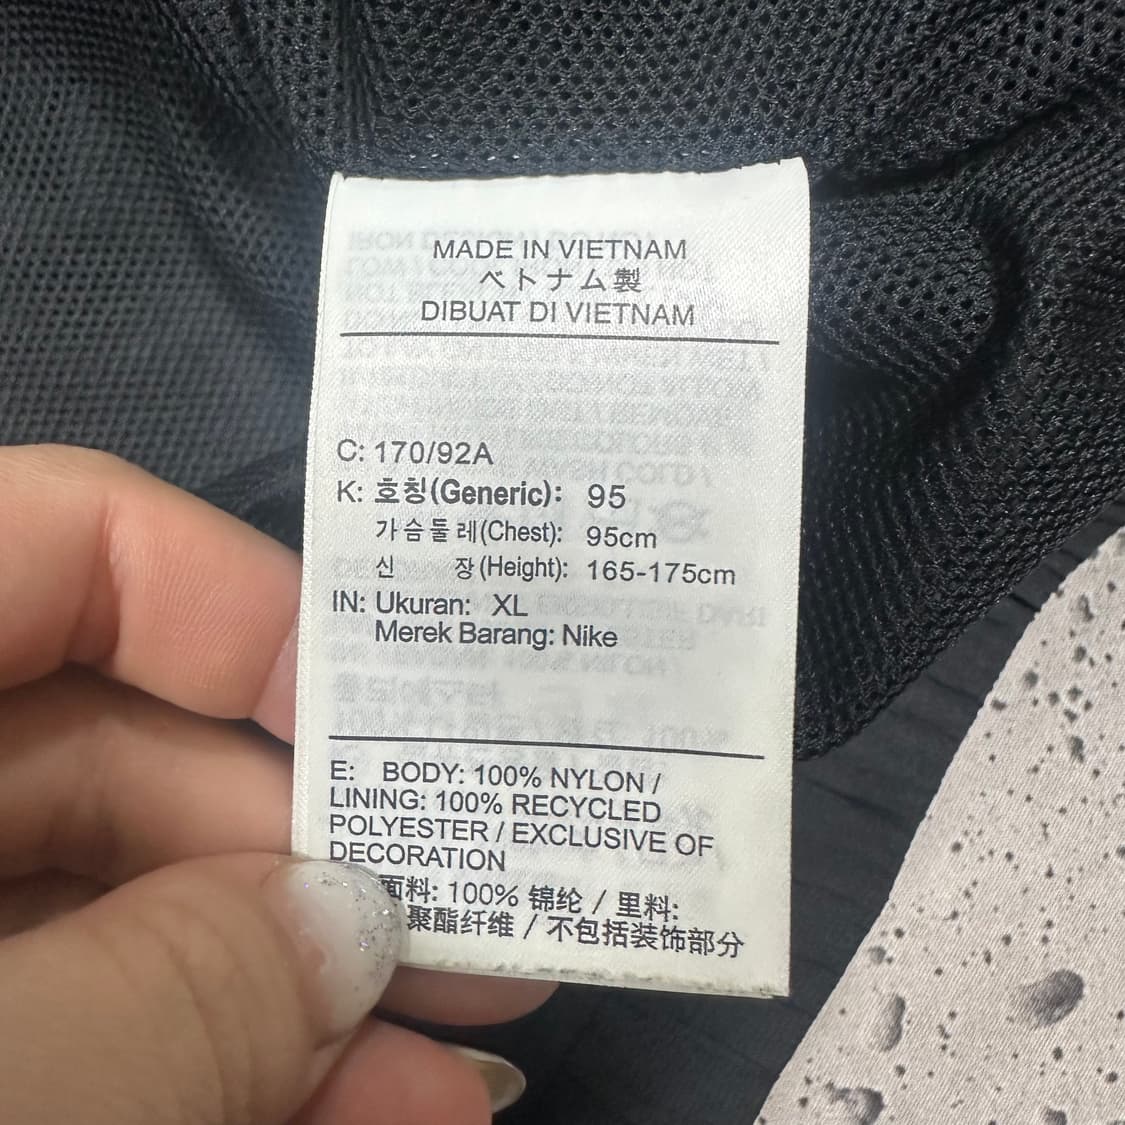 MADE IN VIETNAM
ベトナム製
DIBUAT DI VIETNAM
C: 170/92A
K: 호칭(Generic): 95
가슴둘레(Chest): 95cm
신 장(Height): 165-175cm
IN: Ukuran: XL
Merek Barang: Nike
E: BODY: 100% NYLON /
LINING: 100% RECYCLED
POLYESTER / EXCLUSIVE OF
DECORATION
面料: 100% 锦纶 / 里料:
聚酯纤维 / 不包括装饰部分